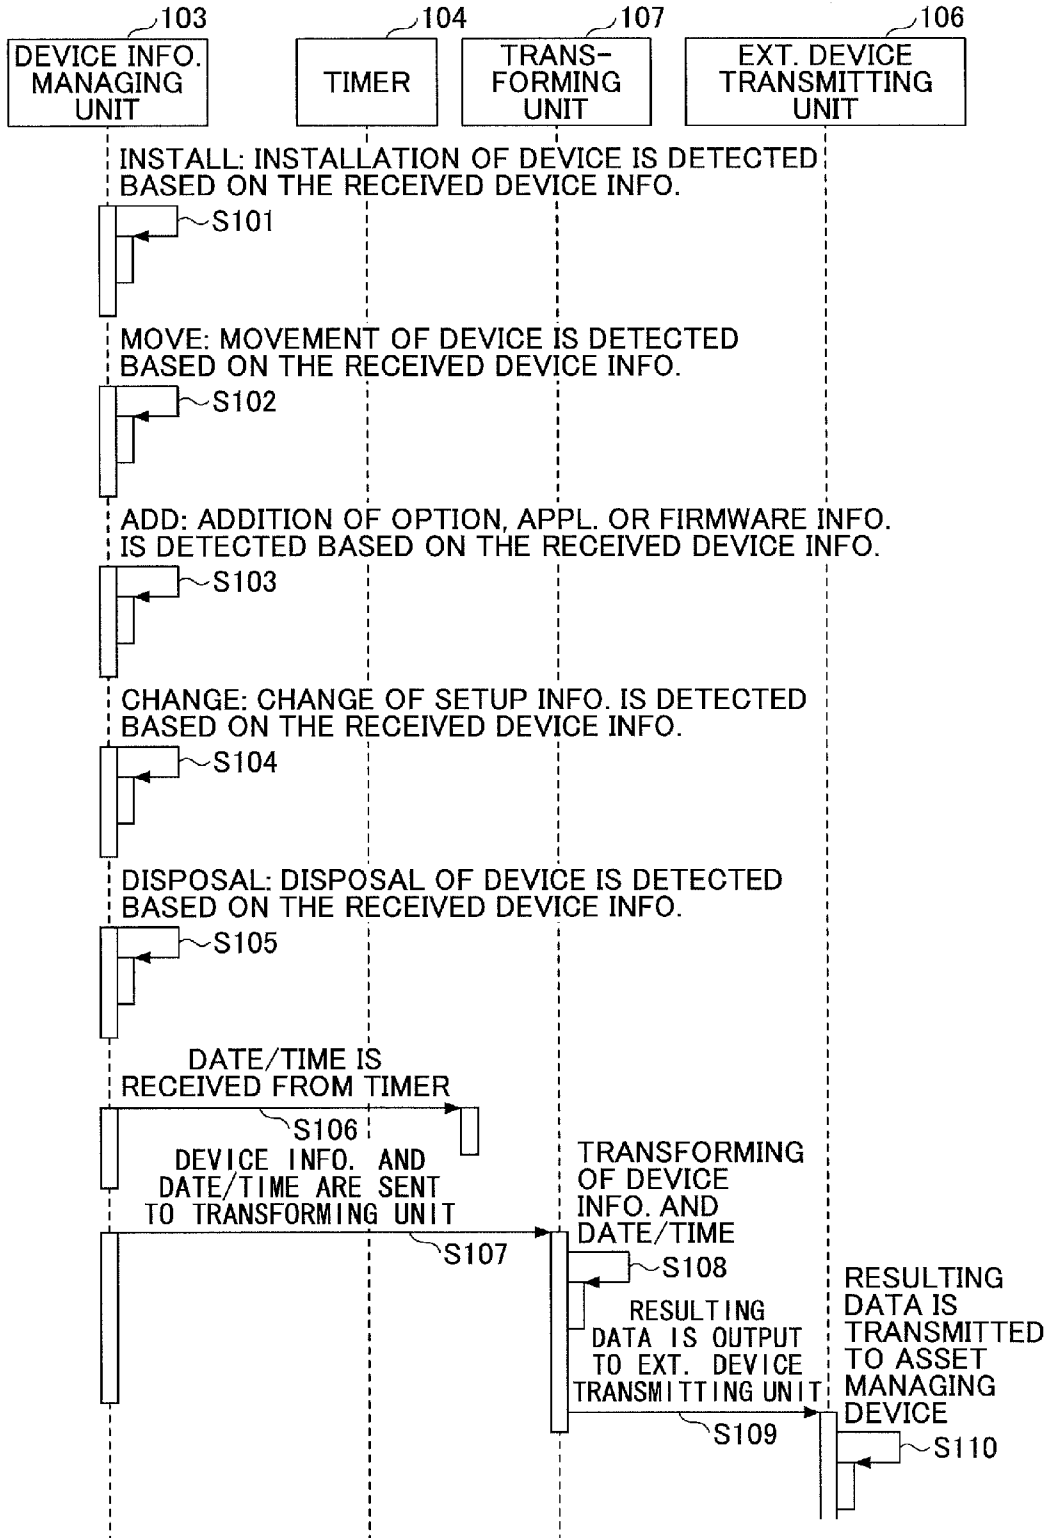 103
104
107
106
DEVICE INFO.
MANAGING
UNIT
TIMER
TRANS-
FORMING
UNIT
EXT. DEVICE
TRANSMITTING
UNIT
INSTALL: INSTALLATION OF DEVICE IS DETECTED
BASED ON THE RECEIVED DEVICE INFO.
S101
MOVE: MOVEMENT OF DEVICE IS DETECTED
BASED ON THE RECEIVED DEVICE INFO.
S102
ADD: ADDITION OF OPTION, APPL. OR FIRMWARE INFO.
IS DETECTED BASED ON THE RECEIVED DEVICE INFO.
S103
CHANGE: CHANGE OF SETUP INFO. IS DETECTED
BASED ON THE RECEIVED DEVICE INFO.
S104
DISPOSAL: DISPOSAL OF DEVICE IS DETECTED
BASED ON THE RECEIVED DEVICE INFO.
S105
DATE/TIME IS
RECEIVED FROM TIMER
S106
DEVICE INFO. AND
DATE/TIME ARE SENT
TO TRANSFORMING UNIT
S107
TRANSFORMING
OF DEVICE
INFO. AND
DATE/TIME
S108
RESULTING
DATA IS OUTPUT
TO EXT. DEVICE
TRANSMITTING UNIT
S109
RESULTING
DATA IS
TRANSMITTED
TO ASSET
MANAGING
DEVICE
S110